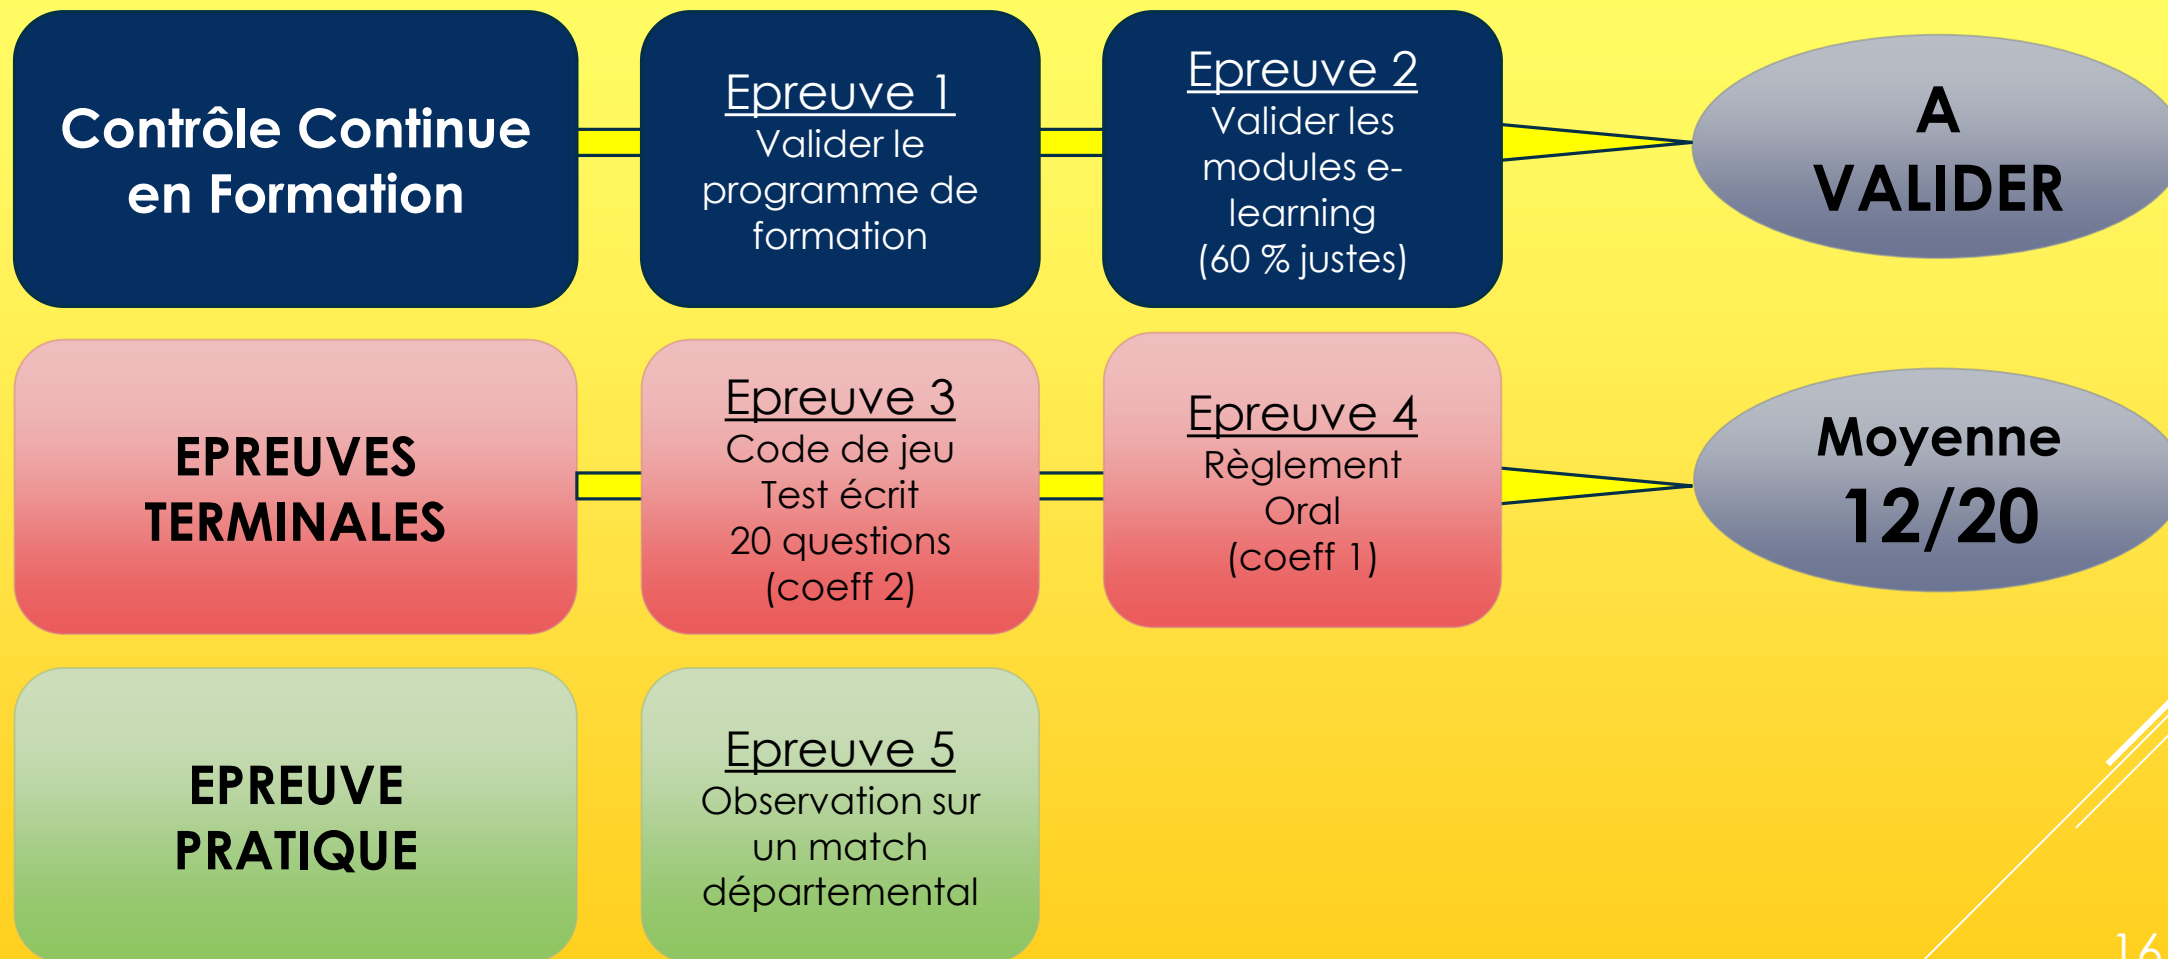 Contrôle Continue
en Formation
Epreuve 1
Valider le
programme de
formation
Epreuve 2
Valider les
modules e-
learning
(60 % justes)
A
VALIDER
EPREUVES
TERMINALES
Epreuve 3
Code de jeu
Test écrit
20 questions
(coeff 2)
Epreuve 4
Règlement
Oral
(coeff 1)
Moyenne
12/20
EPREUVE
PRATIQUE
Epreuve 5
Observation sur
un match
départemental
16